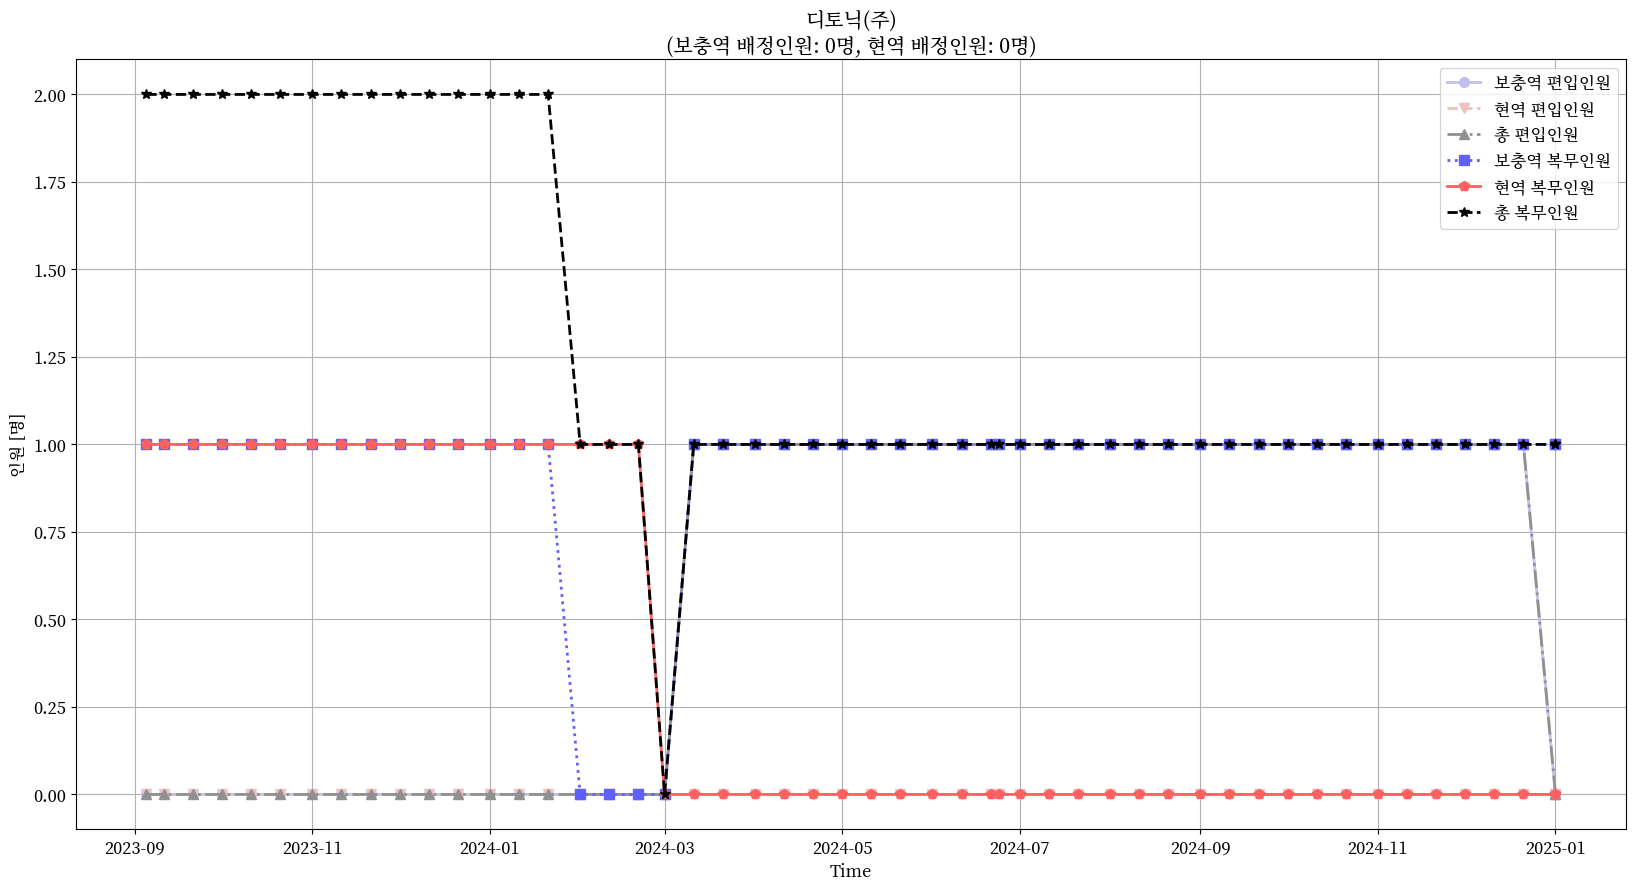 디토닉(주)
(보충역 배정인원: 0명, 현역 배정인원: 0명)
보충역 편입인원
현역 편입인원
총 편입인원
보충역 복무인원
현역 복무인원
총 복무인원
인원 [명]
2.00
1.75
1.50
1.25
1.00
0.75
0.50
0.25
0.00
2023-09
2023-11
2024-01
2024-03
2024-05
2024-07
2024-09
2024-11
2025-01
Time